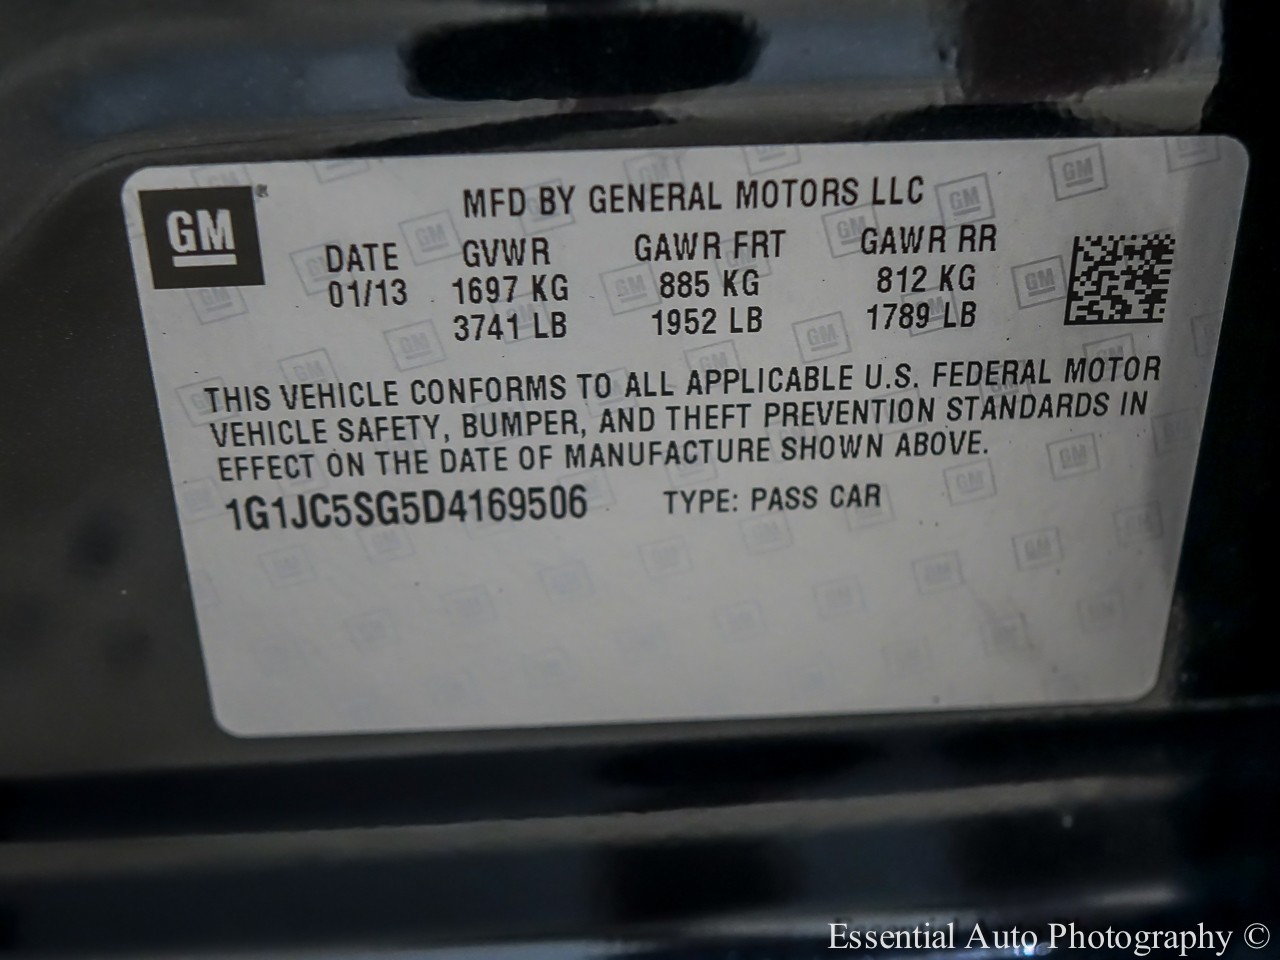 GM ®
MFD BY GENERAL MOTORS LLC
DATE GVWR GAWR FRT GAWR RR
01/13 1697 KG 885 KG 812 KG
3741 LB 1952 LB 1789 LB
THIS VEHICLE CONFORMS TO ALL APPLICABLE U.S. FEDERAL MOTOR
VEHICLE SAFETY, BUMPER, AND THEFT PREVENTION STANDARDS IN
EFFECT ON THE DATE OF MANUFACTURE SHOWN ABOVE.
1G1JC5SG5D4169506 TYPE: PASS CAR
Essential Auto Photography ©